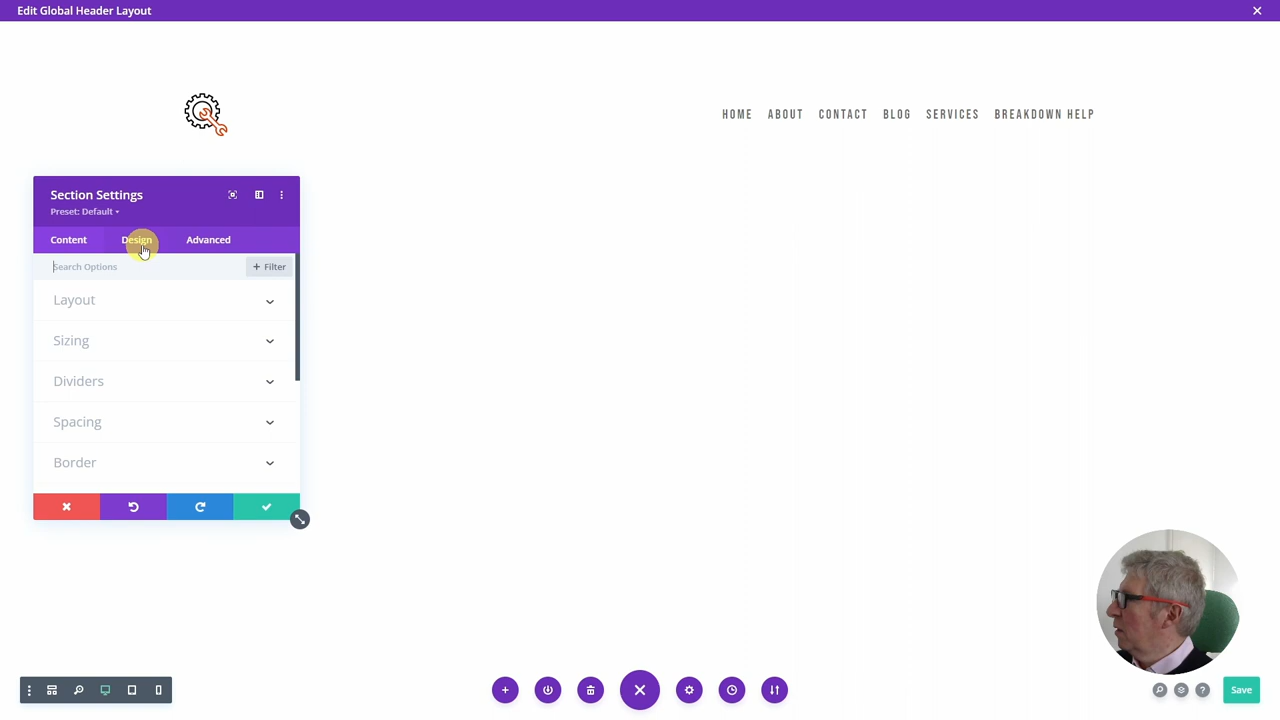 Edit Global Header Layout
HOME ABOUT CONTACT BLOG SERVICES BREAKDOWN HELP
Section Settings
Preset: Default
Content Design Advanced
Search Options + Filter
Layout
Sizing
Dividers
Spacing
Border
? Save